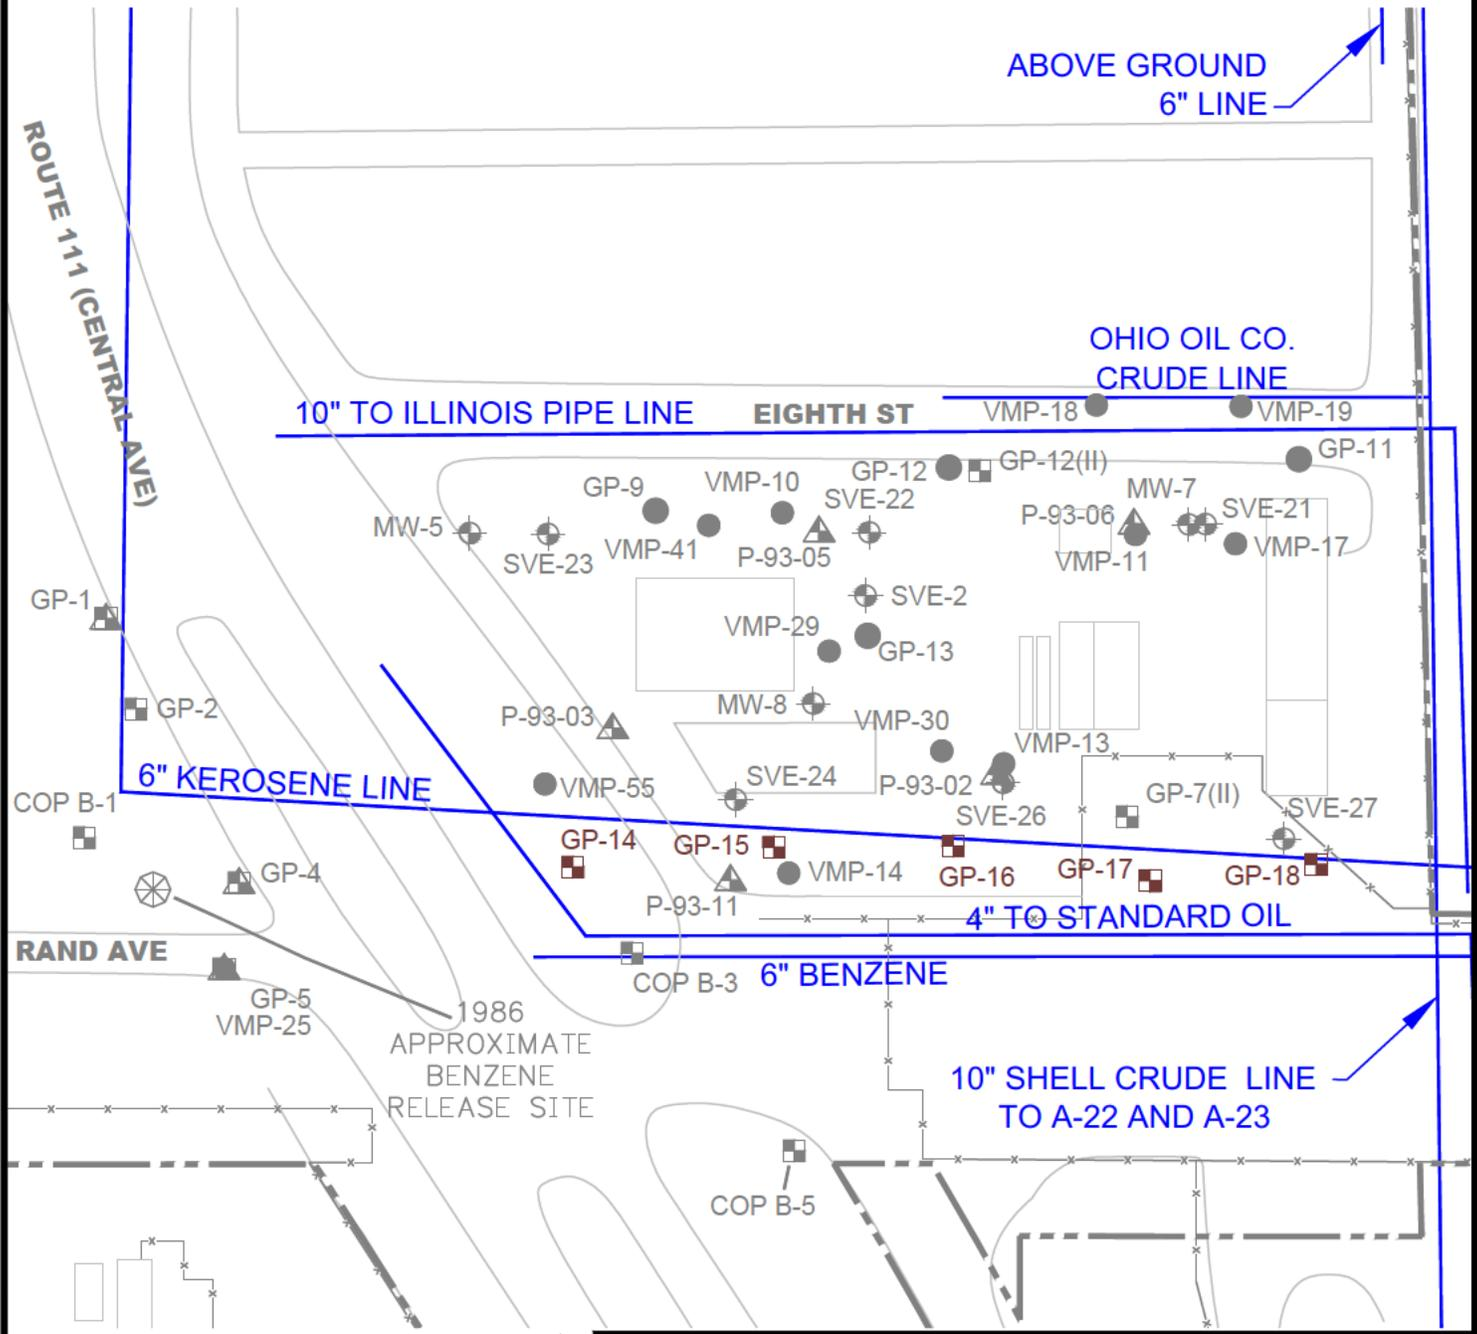 ABOVE GROUND
6" LINE
ROUTE 111 (CENTRAL AVE)
OHIO OIL CO.
CRUDE LINE
10" TO ILLINOIS PIPE LINE
EIGHTH ST
VMP-18
VMP-19
GP-11
GP-12
GP-12(II)
GP-9
VMP-10
SVE-22
MW-7
P-93-06
SVE-21
MW-5
SVE-23
VMP-41
P-93-05
VMP-11
VMP-17
GP-1
SVE-2
VMP-29
GP-13
GP-2
P-93-03
MW-8
VMP-30
VMP-13
6" KEROSENE LINE
VMP-55
SVE-24
P-93-02
GP-7(II)
COP B-1
SVE-26
SVE-27
GP-14
GP-15
GP-4
VMP-14
GP-16
GP-17
GP-18
P-93-11
4" TO STANDARD OIL
RAND AVE
COP B-3
6" BENZENE
GP-5
VMP-25
1986
APPROXIMATE
BENZENE
RELEASE SITE
10" SHELL CRUDE LINE
TO A-22 AND A-23
COP B-5